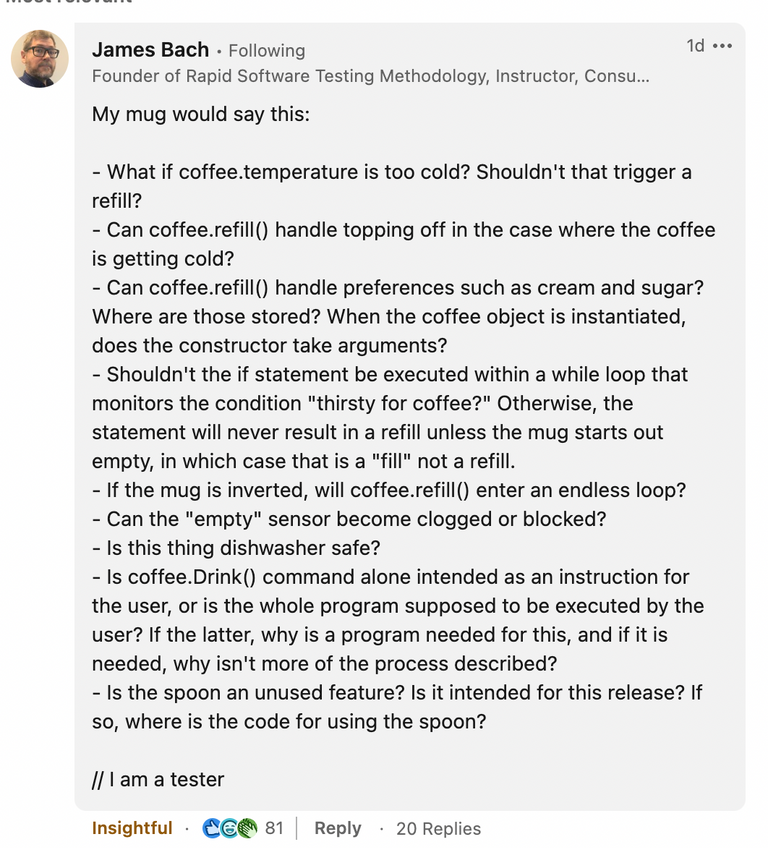 James Bach • Following
1d •••
Founder of Rapid Software Testing Methodology, Instructor, Consu...
My mug would say this:
- What if coffee.temperature is too cold? Shouldn't that trigger a
refill?
- Can coffee.refill() handle topping off in the case where the coffee
is getting cold?
- Can coffee.refill() handle preferences such as cream and sugar?
Where are those stored? When the coffee object is instantiated,
does the constructor take arguments?
- Shouldn't the if statement be executed within a while loop that
monitors the condition "thirsty for coffee?" Otherwise, the
statement will never result in a refill unless the mug starts out
empty, in which case that is a "fill" not a refill.
- If the mug is inverted, will coffee.refill() enter an endless loop?
- Can the "empty" sensor become clogged or blocked?
- Is this thing dishwasher safe?
- Is coffee.Drink() command alone intended as an instruction for
the user, or is the whole program supposed to be executed by the
user? If the latter, why is a program needed for this, and if it is
needed, why isn't more of the process described?
- Is the spoon an unused feature? Is it intended for this release? If
so, where is the code for using the spoon?
// I am a tester
Insightful · 81 | Reply · 20 Replies